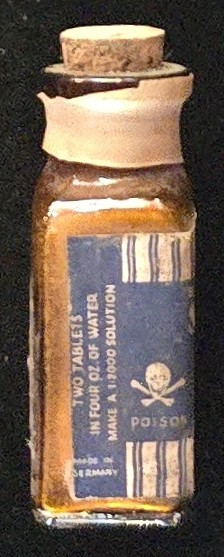 TWO TABLETS
IN FOUR OZ. OF WATER
MAKE A 1:2000 SOLUTION
POISON
MADE IN
GERMANY